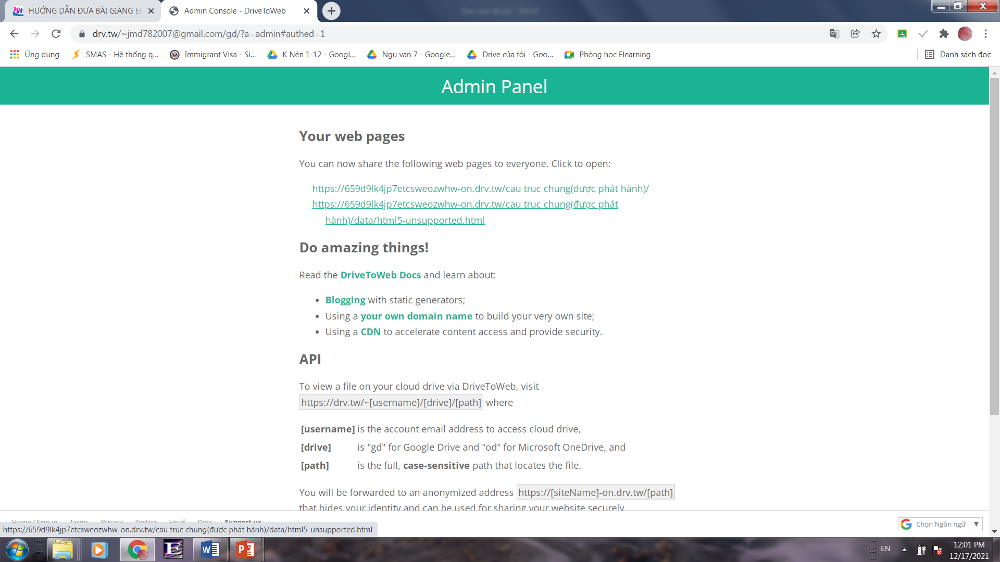 HƯỚNG DẪN ĐƯA BÀI GIẢNG EL
Admin Console - DriveToWeb
drv.tw/~jmd782007@gmail.com/gd/?a=admin#authed=1
Ứng dụng
SMAS - Hệ thống q...
Immigrant Visa - Si...
K Nén 1-12 - Googl...
Ngu van 7 - Google...
Drive của tôi - Goo...
Phòng học Elearning
Danh sách đọc
Admin Panel
Your web pages
You can now share the following web pages to everyone. Click to open:
https://659d9lk4jp7etcsweozwhw-on.drv.tw/cau truc chung(được phát hành)/
https://659d9lk4jp7etcsweozwhw-on.drv.tw/cau truc chung(được phát
hành)/data/html5-unsupported.html
Do amazing things!
Read the DriveToWeb Docs and learn about:
• Blogging with static generators;
• Using a your own domain name to build your very own site;
• Using a CDN to accelerate content access and provide security.
API
To view a file on your cloud drive via DriveToWeb, visit
https://drv.tw/~[username]/[drive]/[path] where
[username] is the account email address to access cloud drive,
[drive] is "gd" for Google Drive and "od" for Microsoft OneDrive, and
[path] is the full, case-sensitive path that locates the file.
You will be forwarded to an anonymized address https://[siteName]-on.drv.tw/[path]
that hides your identity and can be used for sharing your website securely.
Home / Sign in Terms Privacy Twitter Email Docs Support us
Chọn Ngôn ngữ ▼
https://659d9lk4jp7etcsweozwhw-on.drv.tw/cau truc chung(được phát hành)/data/html5-unsupported.html
EN
12:01 PM
12/17/2021